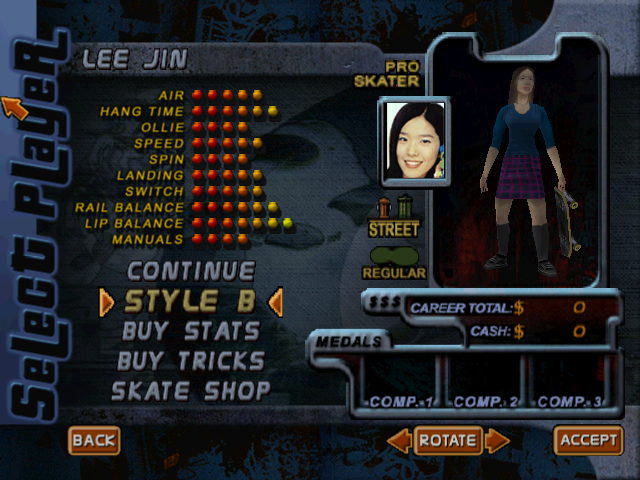 Select Player
LEE JIN
PRO
SKATER
AIR
HANG TIME
OLLIE
SPEED
SPIN
LANDING
SWITCH
RAIL BALANCE
LIP BALANCE
MANUALS
STREET
REGULAR
CONTINUE
STYLE B
BUY STATS
BUY TRICKS
SKATE SHOP
$$$ CAREER TOTAL:$ 0
CASH:$ 0
MEDALS
COMP. 1 COMP. 2 COMP. 3
BACK ROTATE ACCEPT